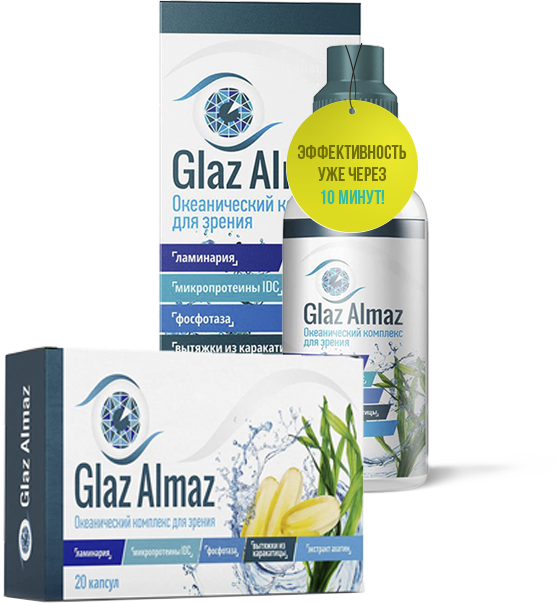 Glaz Alm
Океанический ко
для зрения
ламинария
микропротеины IDC
фосфотаза
вытяжки из каракати
ЭФФЕКТИВНОСТЬ
УЖЕ ЧЕРЕЗ
10 МИНУТ!
Glaz Almaz
Океанический комплекс
для зрения
Glaz Almaz
Glaz Almaz
Океанический комплекс для зрения
ламинария
микропротеины IDC
фосфотаза
вытяжки из
каракатицы
20 капсул